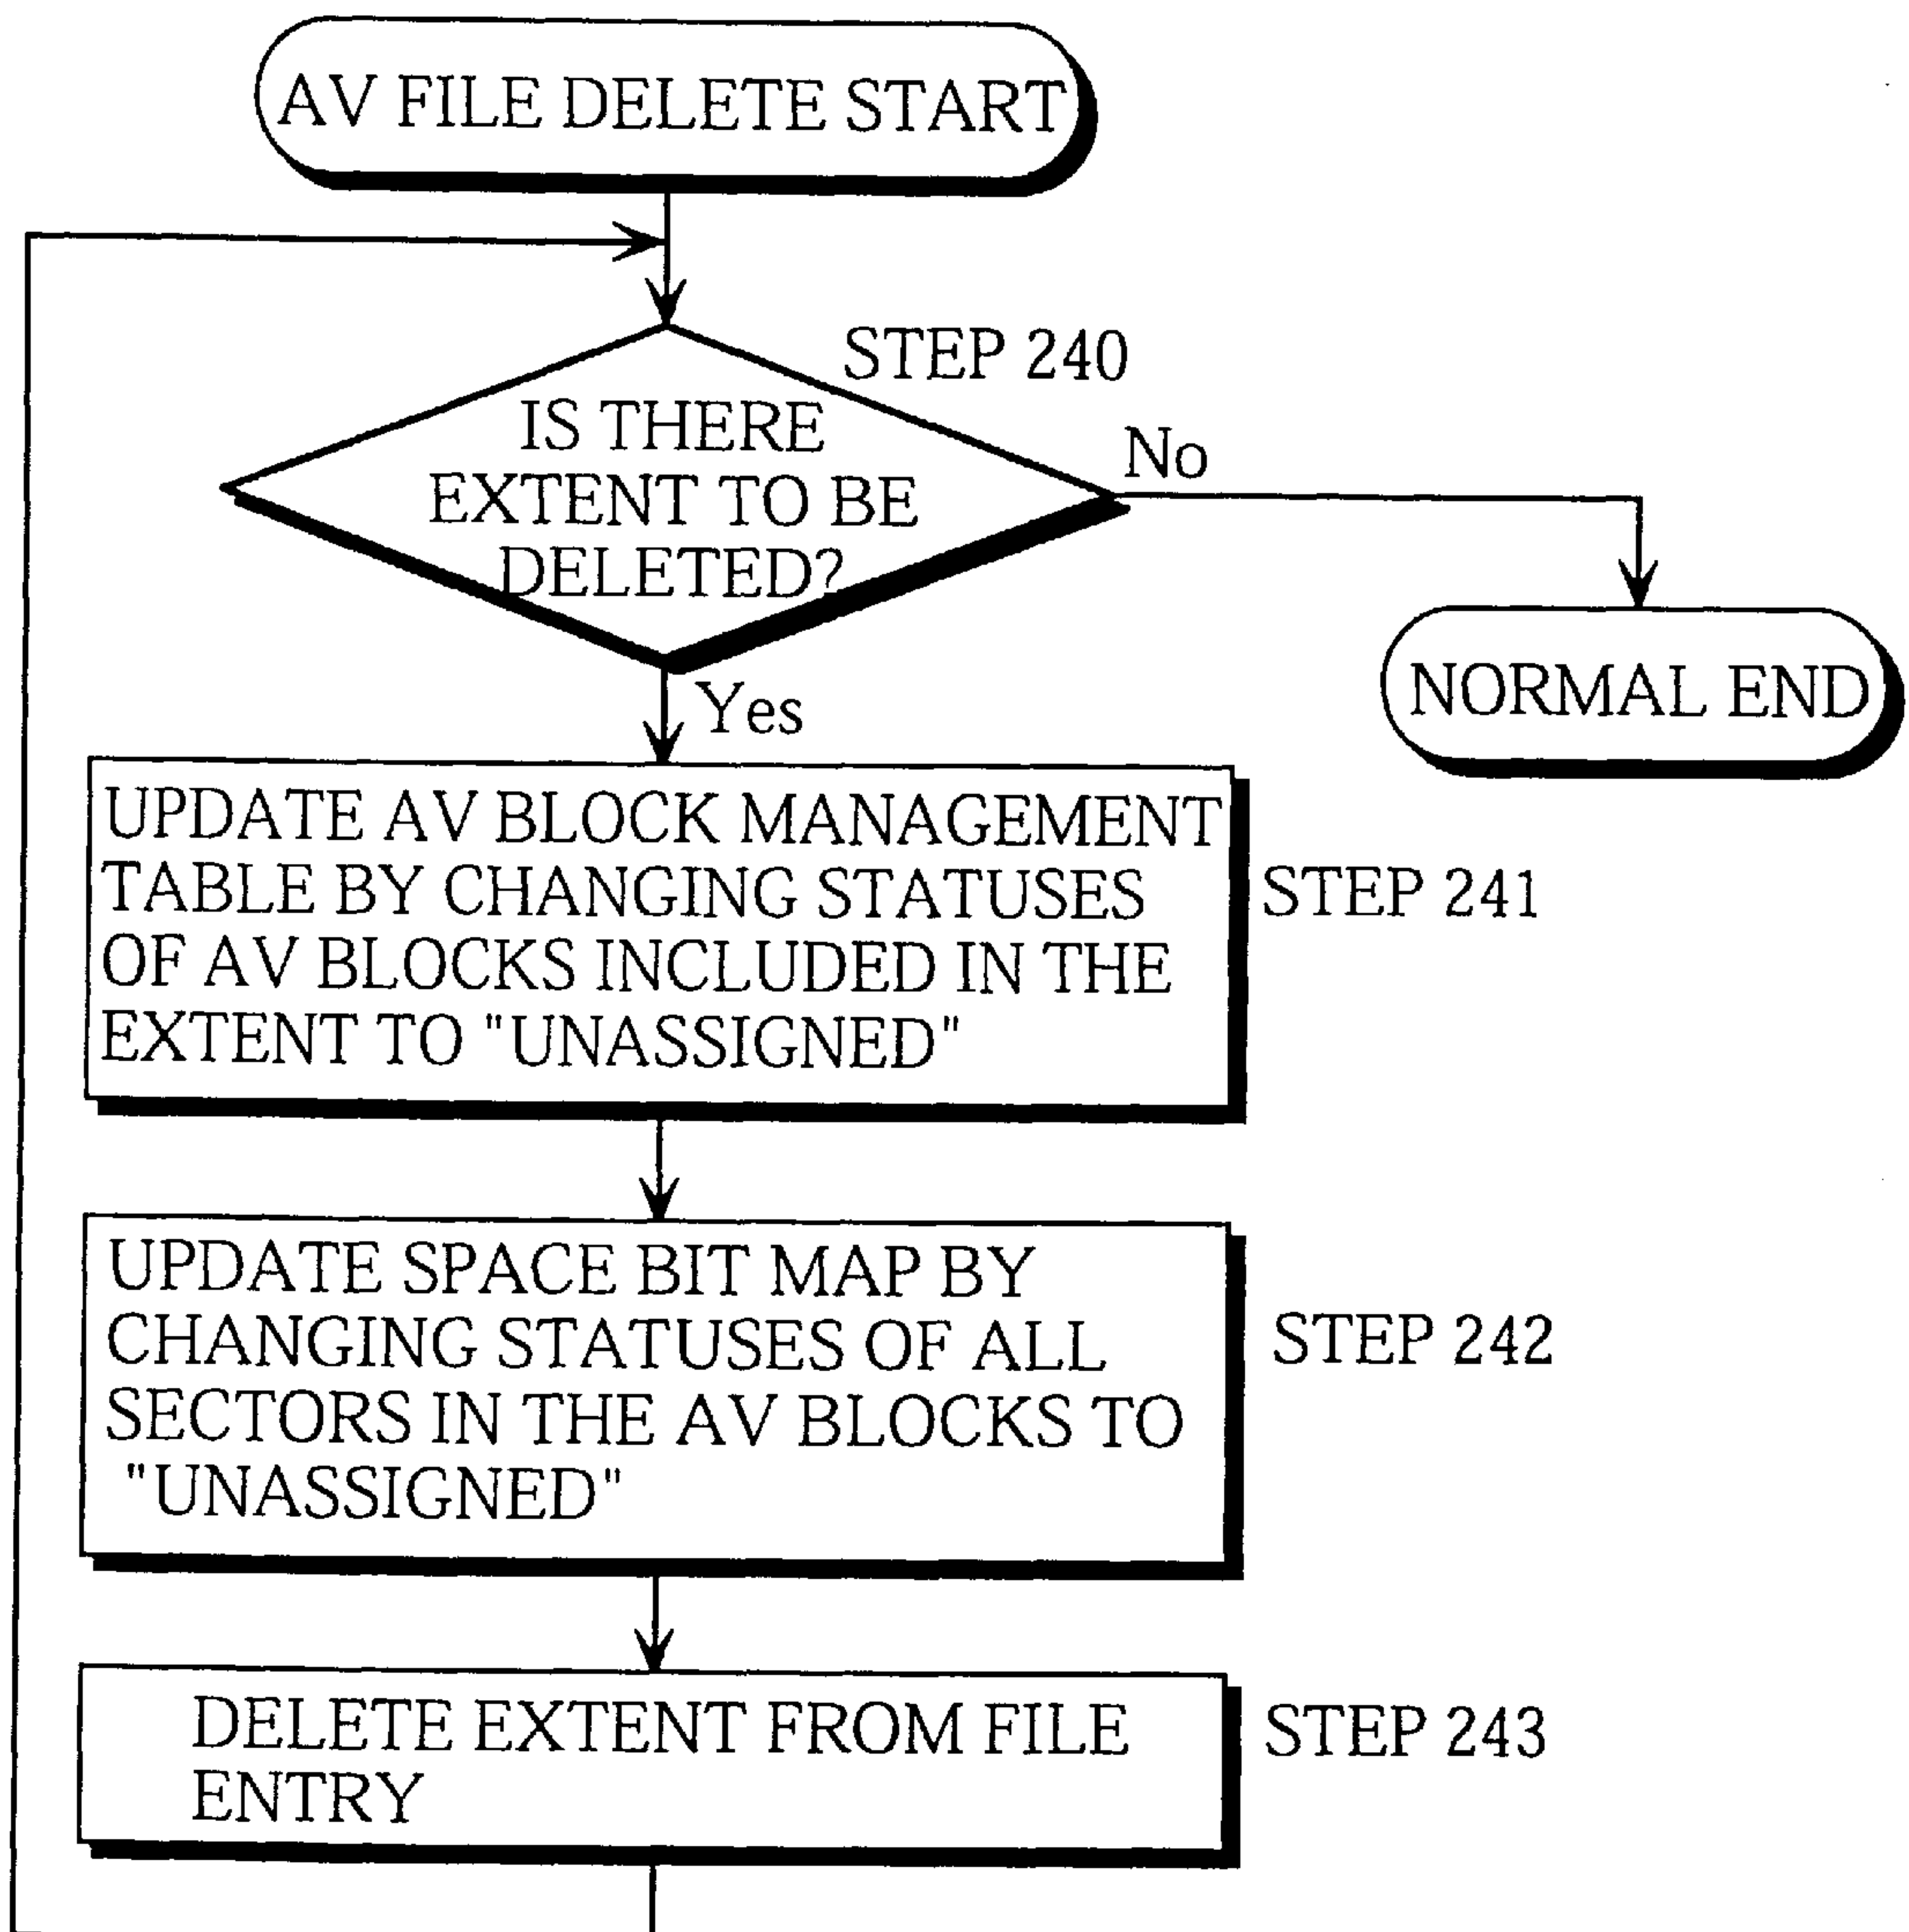 AV FILE DELETE START
STEP 240
IS THERE
EXTENT TO BE
DELETED?
No
NORMAL END
Yes
UPDATE AV BLOCK MANAGEMENT
TABLE BY CHANGING STATUSES
OF AV BLOCKS INCLUDED IN THE
EXTENT TO "UNASSIGNED"
STEP 241
UPDATE SPACE BIT MAP BY
CHANGING STATUSES OF ALL
SECTORS IN THE AV BLOCKS TO
"UNASSIGNED"
STEP 242
DELETE EXTENT FROM FILE
ENTRY
STEP 243